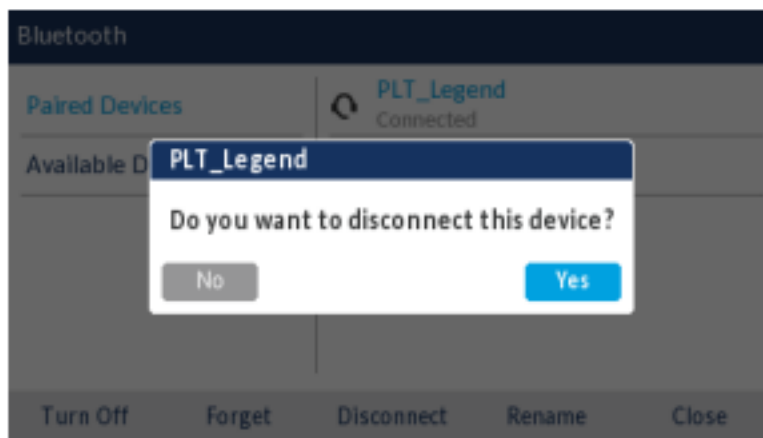 Bluetooth
Paired Devices
PLT_Legend
Connected
Available D
PLT_Legend
Do you want to disconnect this device?
No Yes
Turn Off Forget Disconnect Rename Close